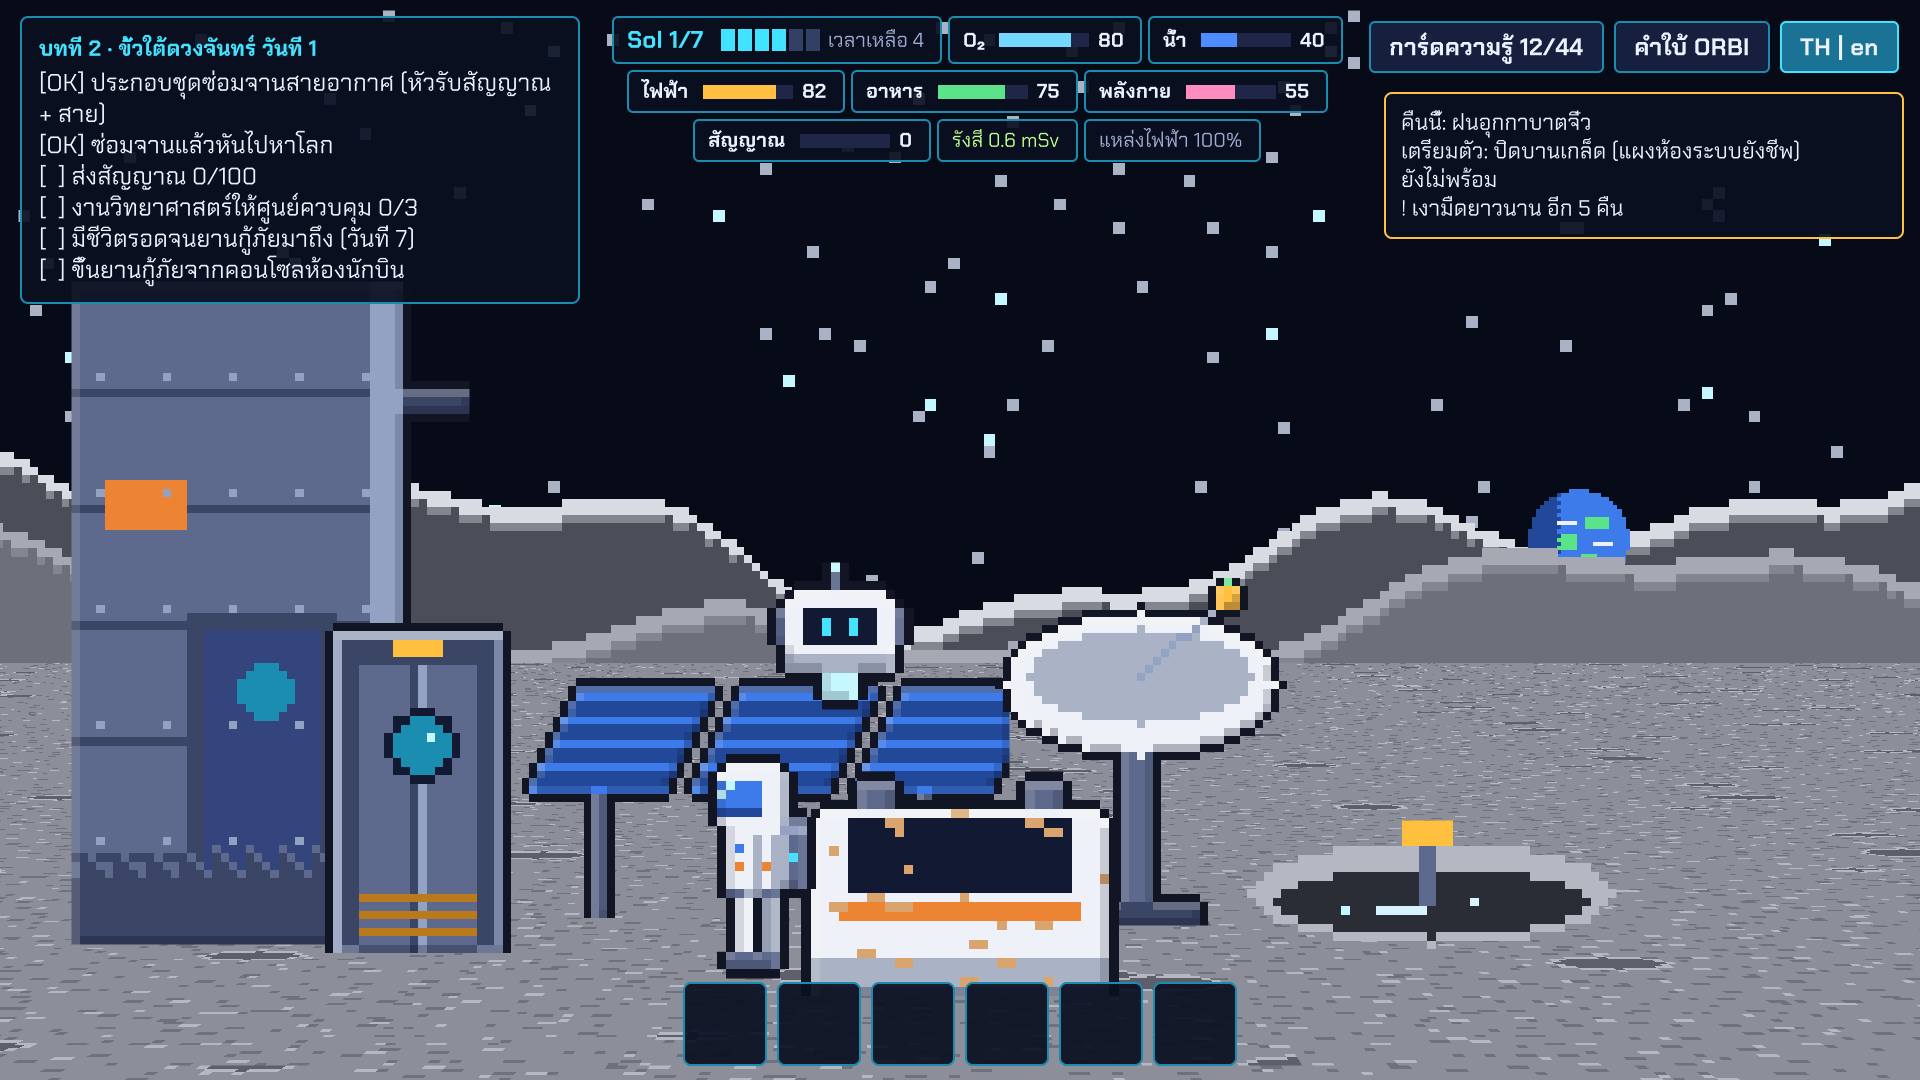 บทที่ 2 · ขั้วใต้ดวงจันทร์ วันที่ 1
[OK] ประกอบชุดซ่อมจานสายอากาศ (หัวรับสัญญาณ
+ สาย)
[OK] ซ่อมจานแล้วหันไปหาโลก
[ ] ส่งสัญญาณ 0/100
[ ] งานวิทยาศาสตร์ให้ศูนย์ควบคุม 0/3
[ ] มีชีวิตรอดจนยานกู้ภัยมาถึง (วันที่ 7)
[ ] ขึ้นยานกู้ภัยจากคอนโซลห้องนักบิน
Sol 1/7 เวลาเหลือ 4
O₂ 80
น้ำ 40
ไฟฟ้า 82
อาหาร 75
พลังกาย 55
สัญญาณ 0
รังสี 0.6 mSv
แหล่งไฟฟ้า 100%
การ์ดความรู้ 12/44
คำใบ้ ORBI
TH | en
คืนนี้: ฝนอุกกาบาตจิ๋ว
เตรียมตัว: ปิดบานเกล็ด (แผงห้องระบบยังชีพ)
ยังไม่พร้อม
! เงามืดยาวนาน อีก 5 คืน